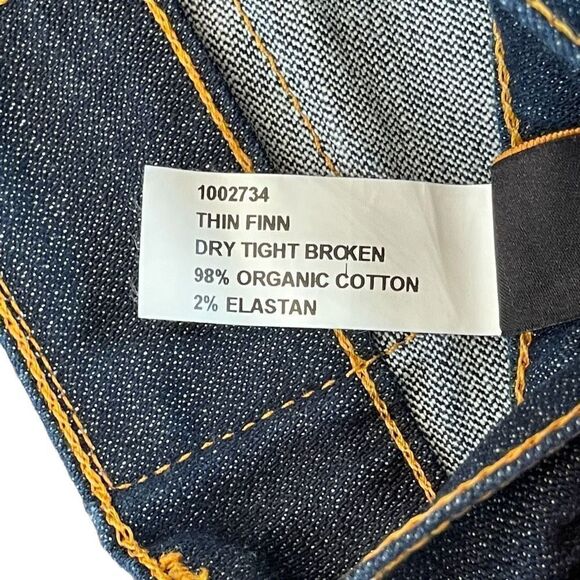 1002734
THIN FINN
DRY TIGHT BROKEN
98% ORGANIC COTTON
2% ELASTAN